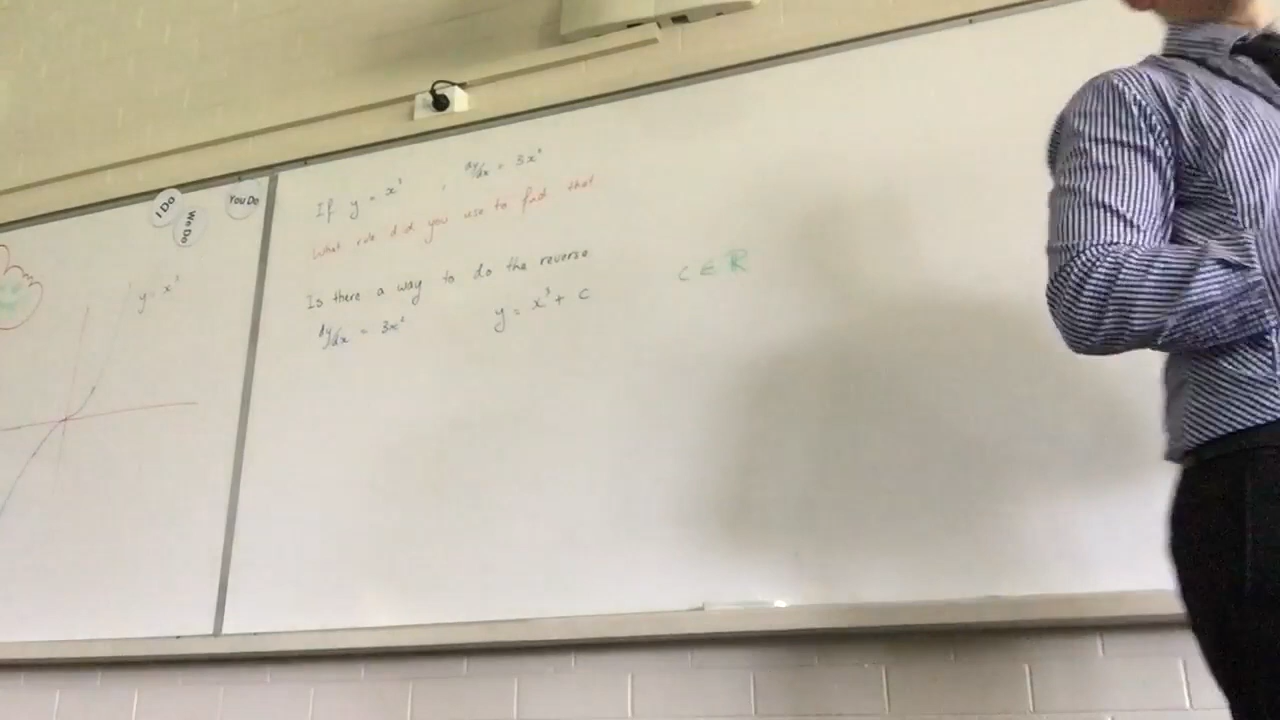 I Do
We Do
You Do
y = x³
If y = x³ , dy/dx = 3x²
What rule did you use to find that
Is there a way to do the reverse
dy/dx = 3x² y = x³ + c
c ∈ ℝ